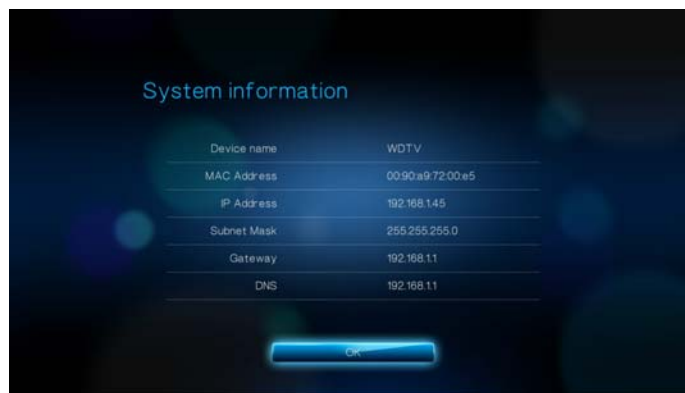 System information
Device name WDTV
MAC Address 00:90:a9:72:00:e5
IP Address 192.168.1.45
Subnet Mask 255.255.255.0
Gateway 192.168.1.1
DNS 192.168.1.1
OK